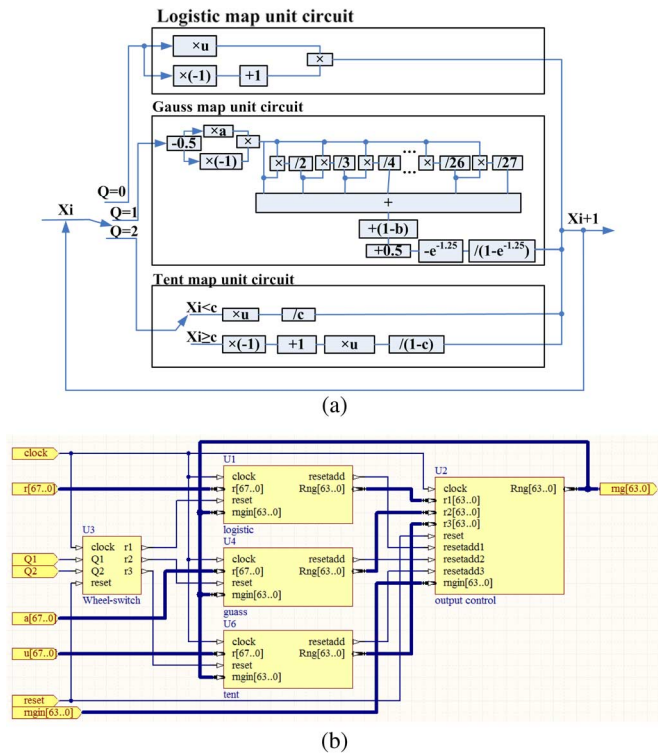 Logistic map unit circuit
×u
×
×(-1)
+1
Gauss map unit circuit
-0.5
×a
×(-1)
×
×
/2
×
/3
×
/4
...
...
×
/26
×
/27
+
+(1-b)
+0.5
-e^-1.25
/(1-e^-1.25)
Q=0
Xi
Q=1
Q=2
Xi+1
Tent map unit circuit
Xi<c
×u
/c
Xi≥c
×(-1)
+1
×u
/(1-c)
(a)
clock
r[67..0]
Q1
Q2
a[67..0]
u[67..0]
reset
rngin[63..0]
U3
clock r1
Q1 r2
Q2 r3
reset
Wheel-switch
U1
clock resetadd
r[67..0] Rng[63..0]
reset
rngin[63..0]
logistic
U4
clock resetadd
r[67..0] Rng[63..0]
reset
rngin[63..0]
guass
U6
clock resetadd
r[67..0] Rng[63..0]
reset
rngin[63..0]
tent
U2
clock Rng[63..0]
r1[63..0]
r2[63..0]
r3[63..0]
reset
resetadd1
resetadd2
resetadd3
rngin[63..0]
output control
rng[63.0]
(b)